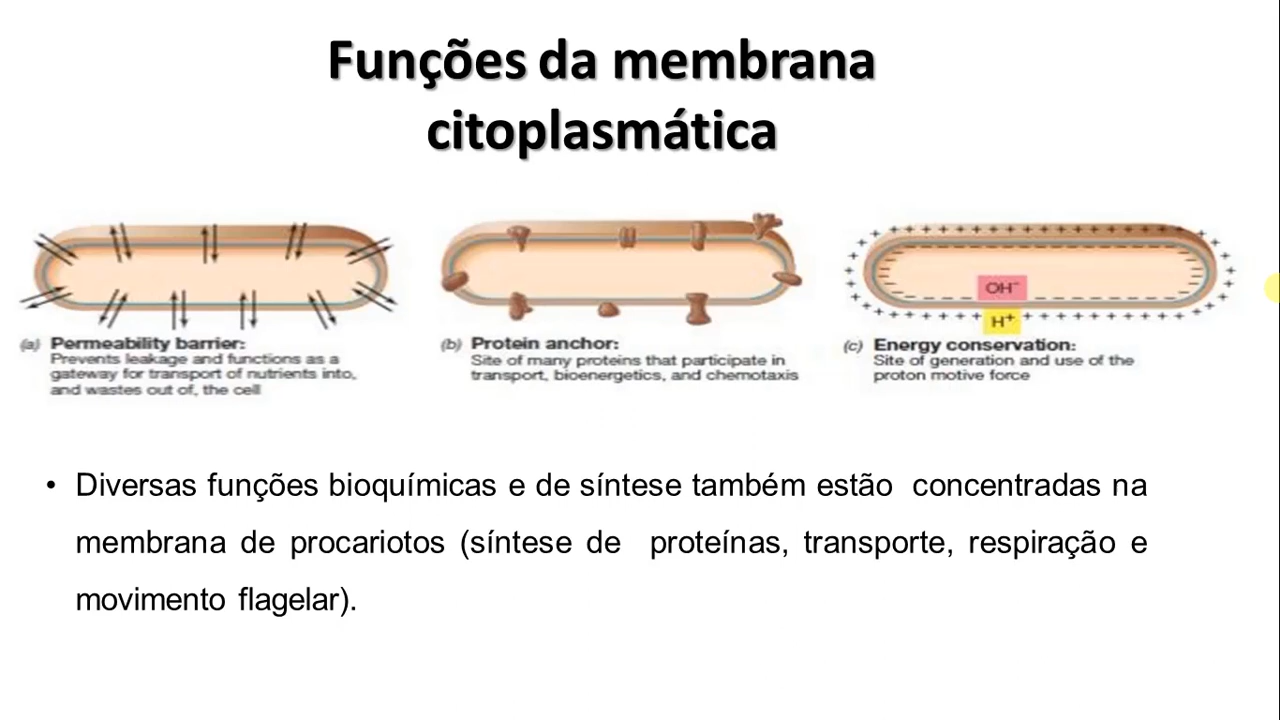 Funções da membrana
citoplasmática
(a) Permeability barrier:
Prevents leakage and functions as a
gateway for transport of nutrients into,
and wastes out of, the cell
(b) Protein anchor:
Site of many proteins that participate in
transport, bioenergetics, and chemotaxis
OH⁻
H⁺
(c) Energy conservation:
Site of generation and use of the
proton motive force
• Diversas funções bioquímicas e de síntese também estão concentradas na
membrana de procariotos (síntese de proteínas, transporte, respiração e
movimento flagelar).